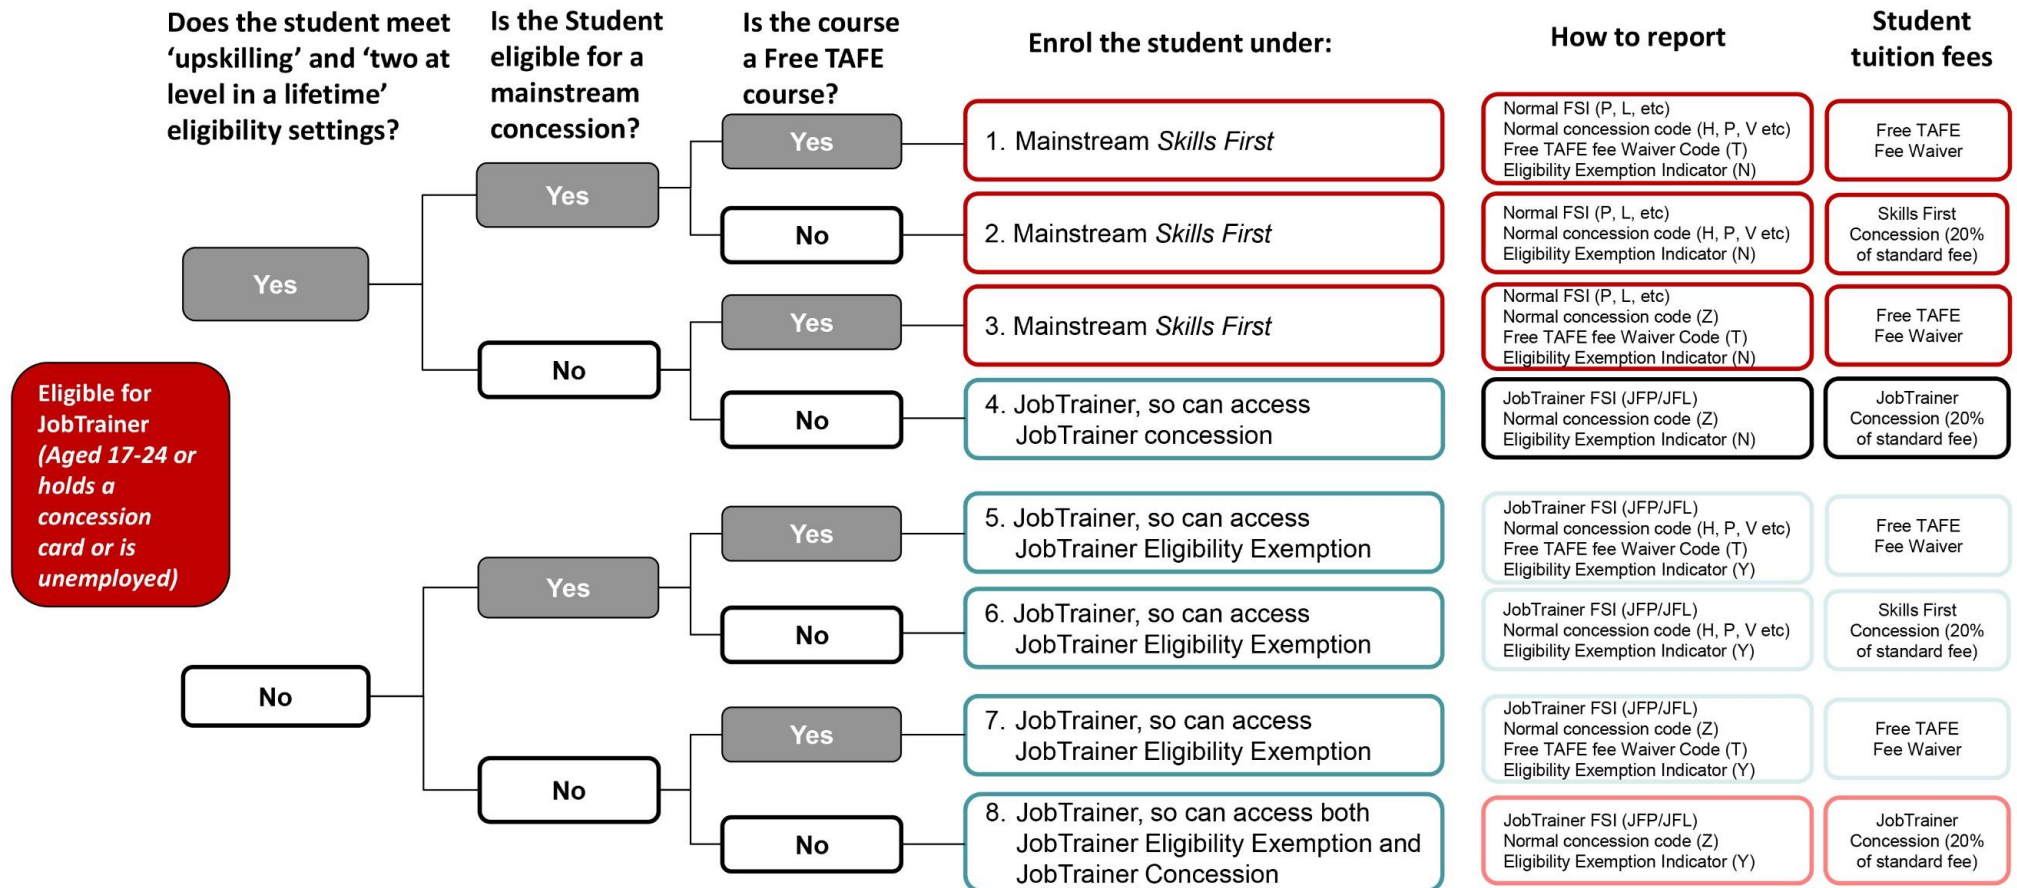 Does the student meet
‘upskilling’ and ‘two at
level in a lifetime’
eligibility settings?
Is the Student
eligible for a
mainstream
concession?
Is the course
a Free TAFE
course?
Enrol the student under:
How to report
Student
tuition fees
Eligible for
JobTrainer
(Aged 17-24 or
holds a
concession
card or is
unemployed)
Yes
Yes
Yes
1. Mainstream Skills First
Normal FSI (P, L, etc)
Normal concession code (H, P, V etc)
Free TAFE fee Waiver Code (T)
Eligibility Exemption Indicator (N)
Free TAFE
Fee Waiver
No
2. Mainstream Skills First
Normal FSI (P, L, etc)
Normal concession code (H, P, V etc)
Eligibility Exemption Indicator (N)
Skills First
Concession (20%
of standard fee)
No
Yes
3. Mainstream Skills First
Normal FSI (P, L, etc)
Normal concession code (Z)
Free TAFE fee Waiver Code (T)
Eligibility Exemption Indicator (N)
Free TAFE
Fee Waiver
No
4. JobTrainer, so can access
JobTrainer concession
JobTrainer FSI (JFP/JFL)
Normal concession code (Z)
Eligibility Exemption Indicator (N)
JobTrainer
Concession (20%
of standard fee)
No
Yes
Yes
5. JobTrainer, so can access
JobTrainer Eligibility Exemption
JobTrainer FSI (JFP/JFL)
Normal concession code (H, P, V etc)
Free TAFE fee Waiver Code (T)
Eligibility Exemption Indicator (Y)
Free TAFE
Fee Waiver
No
6. JobTrainer, so can access
JobTrainer Eligibility Exemption
JobTrainer FSI (JFP/JFL)
Normal concession code (H, P, V etc)
Eligibility Exemption Indicator (Y)
Skills First
Concession (20%
of standard fee)
No
Yes
7. JobTrainer, so can access
JobTrainer Eligibility Exemption
JobTrainer FSI (JFP/JFL)
Normal concession code (Z)
Free TAFE fee Waiver Code (T)
Eligibility Exemption Indicator (Y)
Free TAFE
Fee Waiver
No
8. JobTrainer, so can access both
JobTrainer Eligibility Exemption and
JobTrainer Concession
JobTrainer FSI (JFP/JFL)
Normal concession code (Z)
Eligibility Exemption Indicator (Y)
JobTrainer
Concession (20%
of standard fee)